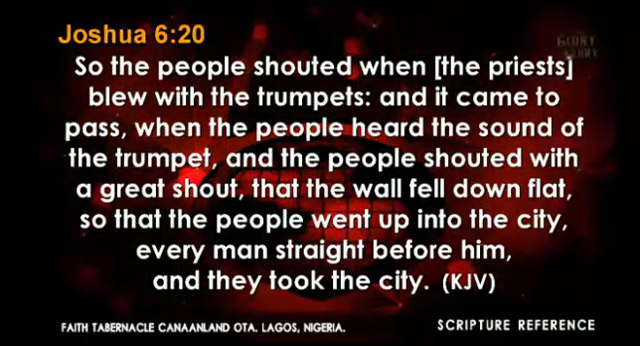 Joshua 6:20
So the people shouted when [the priests]
blew with the trumpets: and it came to
pass, when the people heard the sound of
the trumpet, and the people shouted with
a great shout, that the wall fell down flat,
so that the people went up into the city,
every man straight before him,
and they took the city. (KJV)
FAITH TABERNACLE CANAANLAND OTA. LAGOS, NIGERIA.
SCRIPTURE REFERENCE